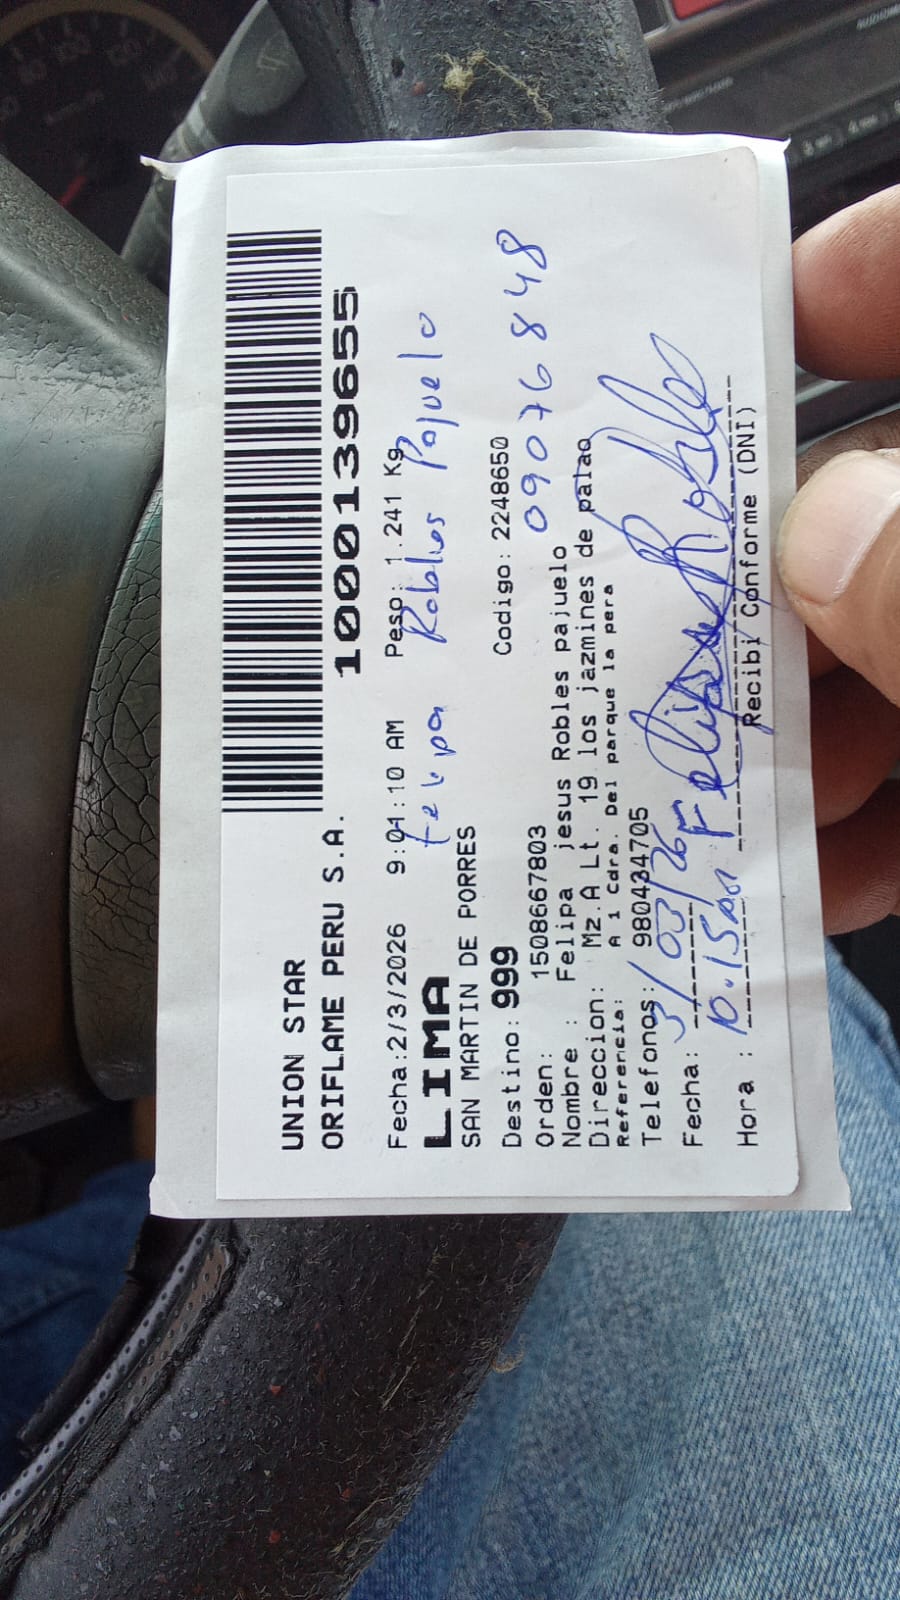 UNION STAR
ORIFLAME PERU S.A.
1000139655
Fecha:2/3/2026 9:01:10 AM Peso: 1.241 Kg
Felipa Robles Pajuelo
LIMA
SAN MARTIN DE PORRES
Destino: 999 Codigo: 2248650
09076848
Orden: 1508667803
Nombre : Felipa jesus Robles pajuelo
Direccion: Mz.A Lt. 19 los jazmines de palao
Referencia: A 1 Cdra. Del parque la pera
Telefonos: 980434705
Fecha: 3/03/26 Felipa Robles
Hora : 10.15am
Recibi Conforme (DNI)